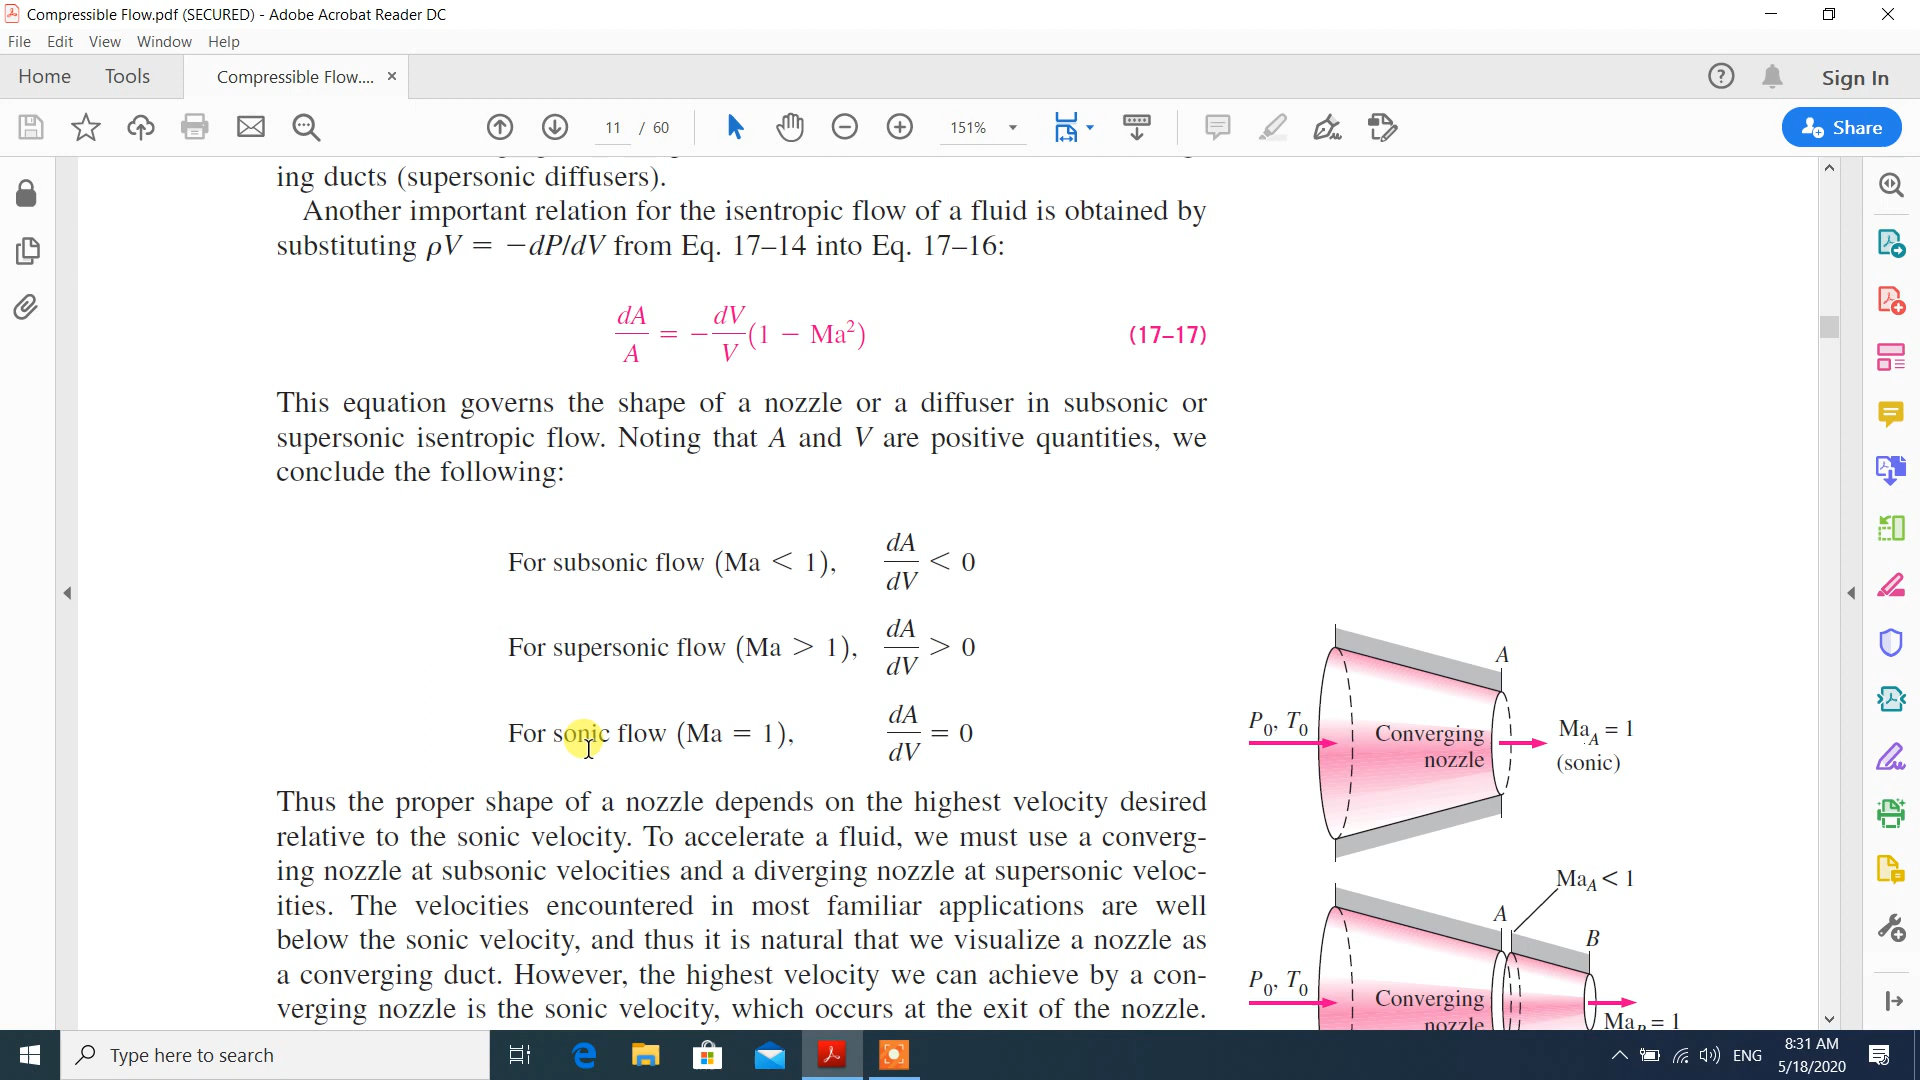 Compressible Flow.pdf (SECURED) - Adobe Acrobat Reader DC
File Edit View Window Help
Home Tools Compressible Flow.... × Sign In
11 / 60 151% Share
ing ducts (supersonic diffusers).
Another important relation for the isentropic flow of a fluid is obtained by
substituting ρV = −dP/dV from Eq. 17–14 into Eq. 17–16:
dA/A = −dV/V (1 − Ma²) (17–17)
This equation governs the shape of a nozzle or a diffuser in subsonic or
supersonic isentropic flow. Noting that A and V are positive quantities, we
conclude the following:
For subsonic flow (Ma < 1), dA/dV < 0
For supersonic flow (Ma > 1), dA/dV > 0
For sonic flow (Ma = 1), dA/dV = 0
Thus the proper shape of a nozzle depends on the highest velocity desired
relative to the sonic velocity. To accelerate a fluid, we must use a converg-
ing nozzle at subsonic velocities and a diverging nozzle at supersonic veloc-
ities. The velocities encountered in most familiar applications are well
below the sonic velocity, and thus it is natural that we visualize a nozzle as
a converging duct. However, the highest velocity we can achieve by a con-
verging nozzle is the sonic velocity, which occurs at the exit of the nozzle.
A
P₀, T₀
Converging
nozzle
Ma_A = 1
(sonic)
Ma_A < 1
A
B
P₀, T₀
Converging
nozzle
Ma_B = 1
Type here to search
ENG
8:31 AM
5/18/2020